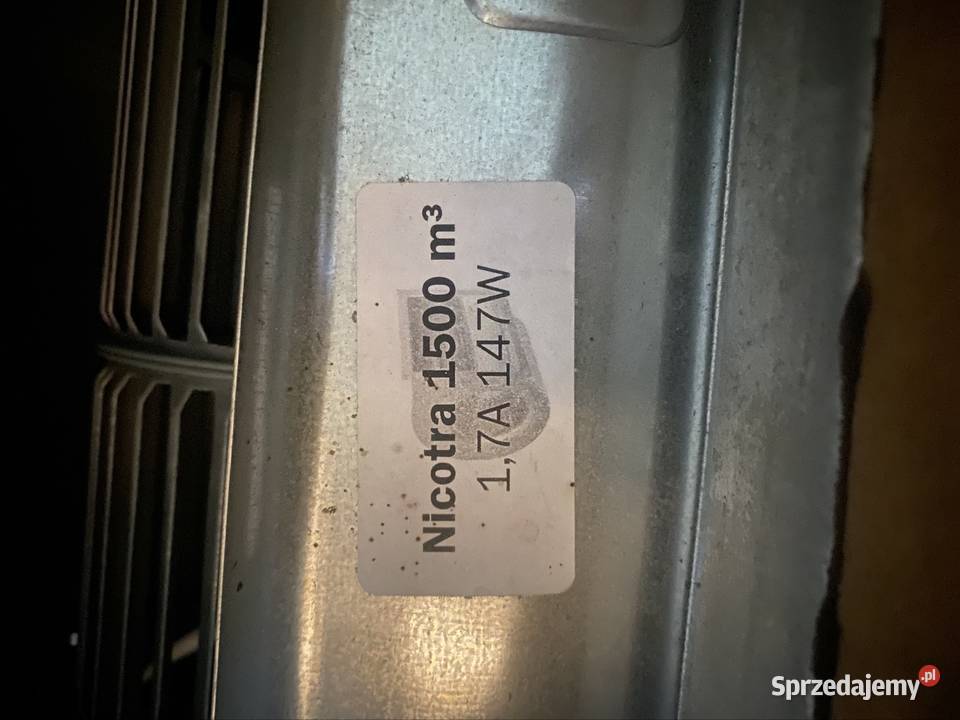 Nicotra 1500 m³
1,7A 147W
Sprzedajemy.pl